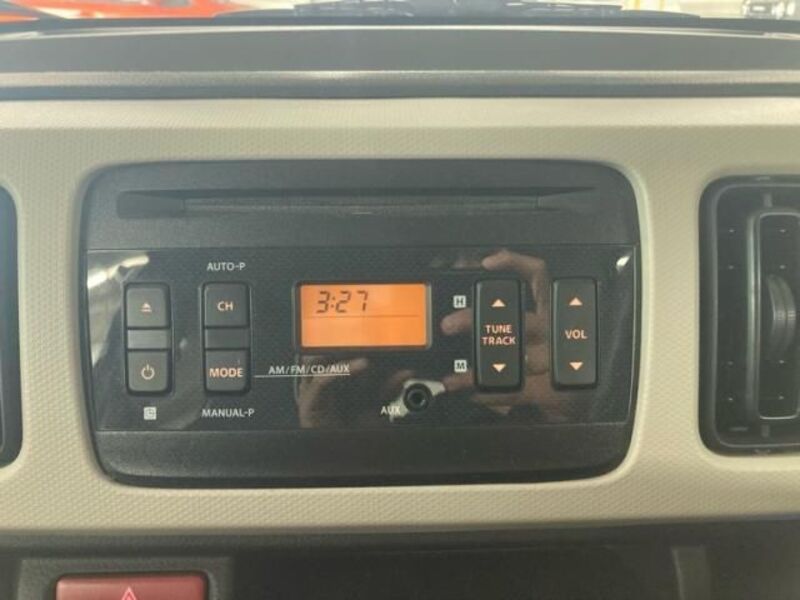 AUTO-P
CH
3:27
H
TUNE
TRACK
VOL
MODE
AM/FM/CD/AUX
M
MANUAL-P
AUX